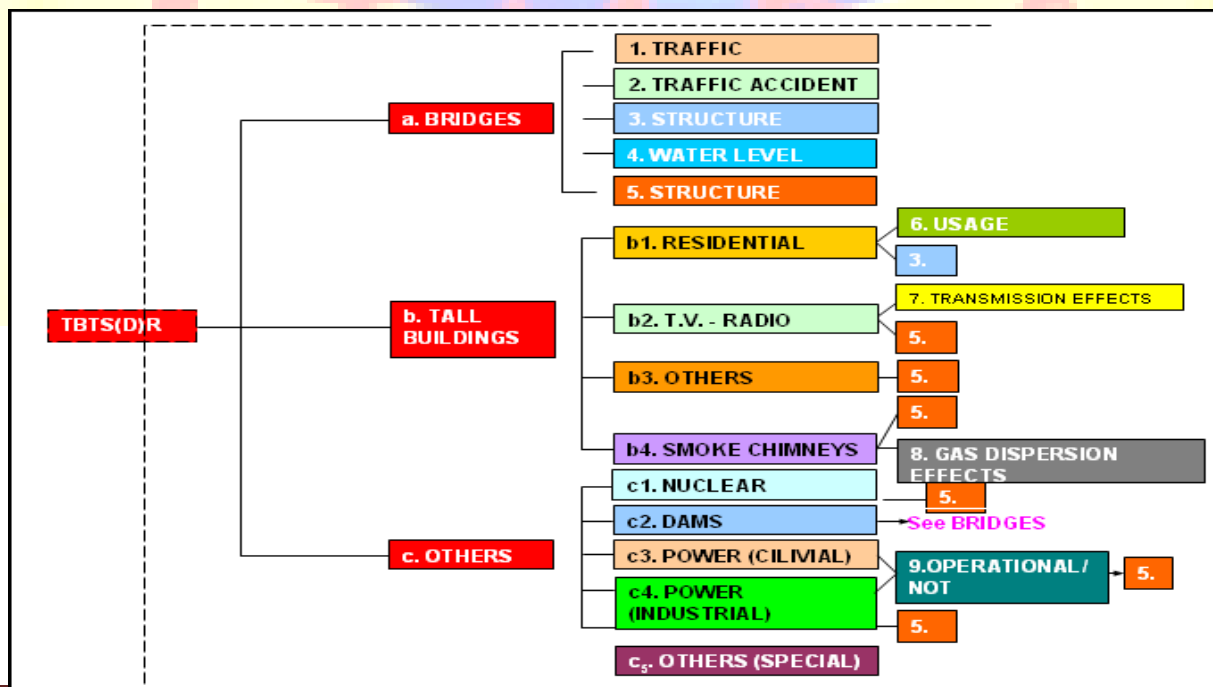 1. TRAFFIC
2. TRAFFIC ACCIDENT
a. BRIDGES
3. STRUCTURE
4. WATER LEVEL
5. STRUCTURE
6. USAGE
b1. RESIDENTIAL
3.
7. TRANSMISSION EFFECTS
TBTS(D)R
b. TALL
BUILDINGS
b2. T.V. - RADIO
5.
b3. OTHERS
5.
5.
b4. SMOKE CHIMNEYS
8. GAS DISPERSION
EFFECTS
c1. NUCLEAR
5.
c2. DAMS
See BRIDGES
c. OTHERS
c3. POWER (CILIVIAL)
9.OPERATIONAL/
NOT
5.
c4. POWER
(INDUSTRIAL)
5.
c5. OTHERS (SPECIAL)